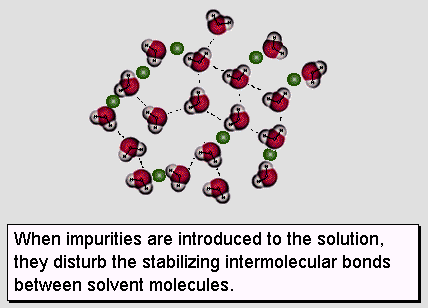 When impurities are introduced to the solution,
they disturb the stabilizing intermolecular bonds
between solvent molecules.